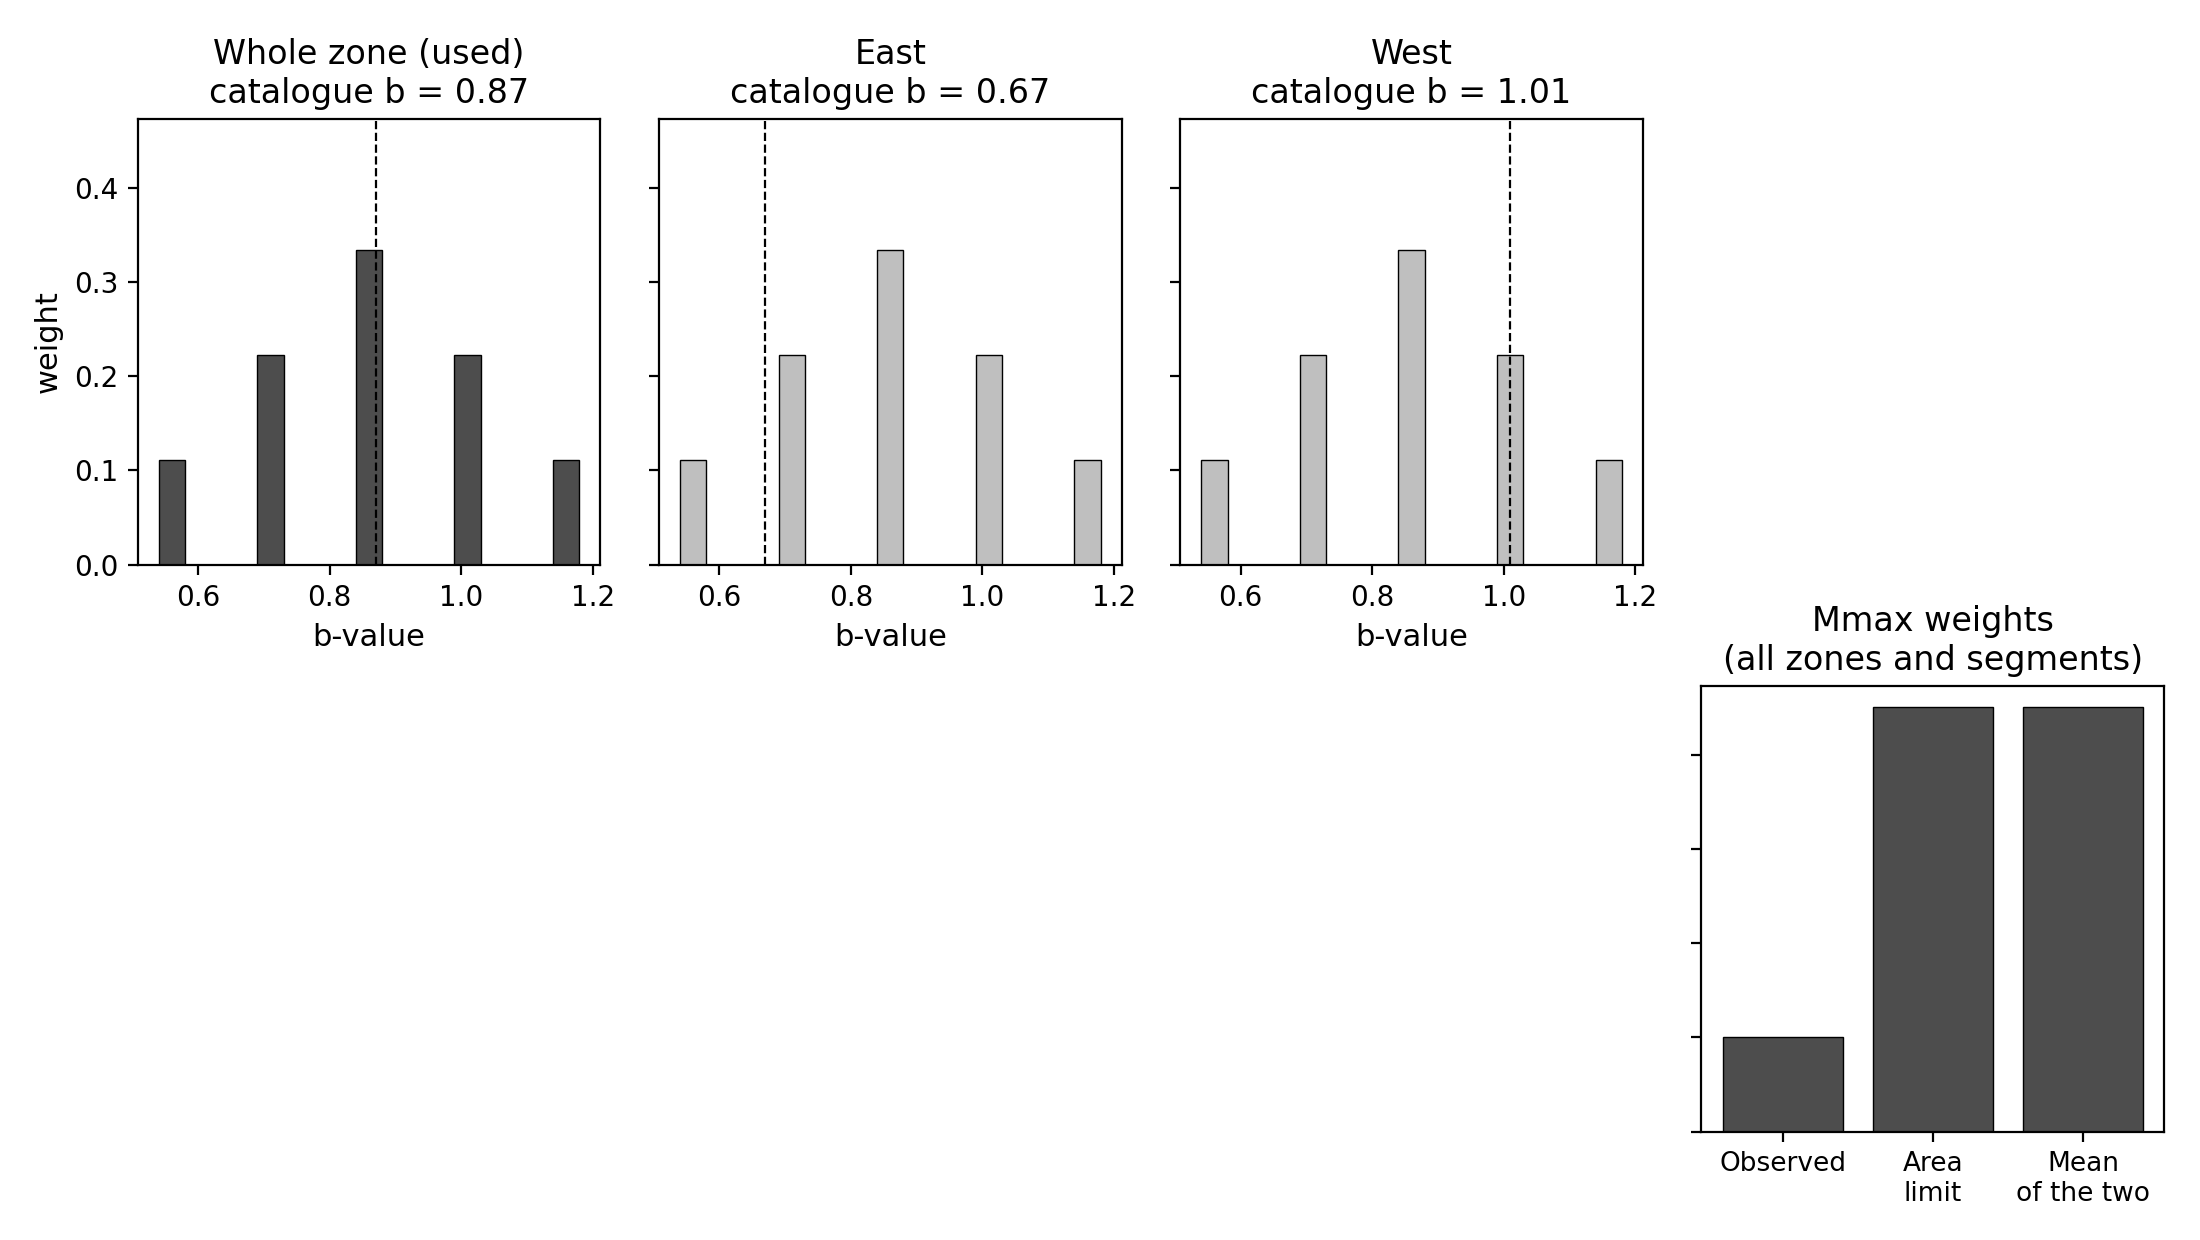 Whole zone (used)
catalogue b = 0.87
weight
0.4
0.3
0.2
0.1
0.0
0.6 0.8 1.0 1.2
b-value
East
catalogue b = 0.67
0.6 0.8 1.0 1.2
b-value
West
catalogue b = 1.01
0.6 0.8 1.0 1.2
b-value
Mmax weights
(all zones and segments)
Observed
Area
limit
Mean
of the two